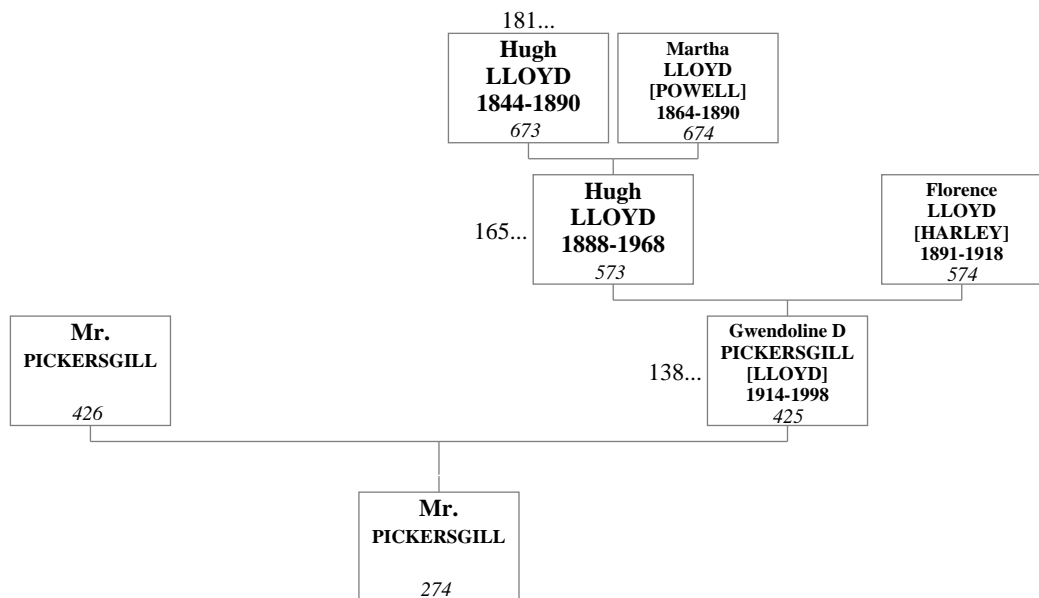 181...
Hugh
LLOYD
1844-1890
673
Martha
LLOYD
[POWELL]
1864-1890
674
165...
Hugh
LLOYD
1888-1968
573
Florence
LLOYD
[HARLEY]
1891-1918
574
Mr.
PICKERSGILL
426
138...
Gwendoline D
PICKERSGILL
[LLOYD]
1914-1998
425
Mr.
PICKERSGILL
274